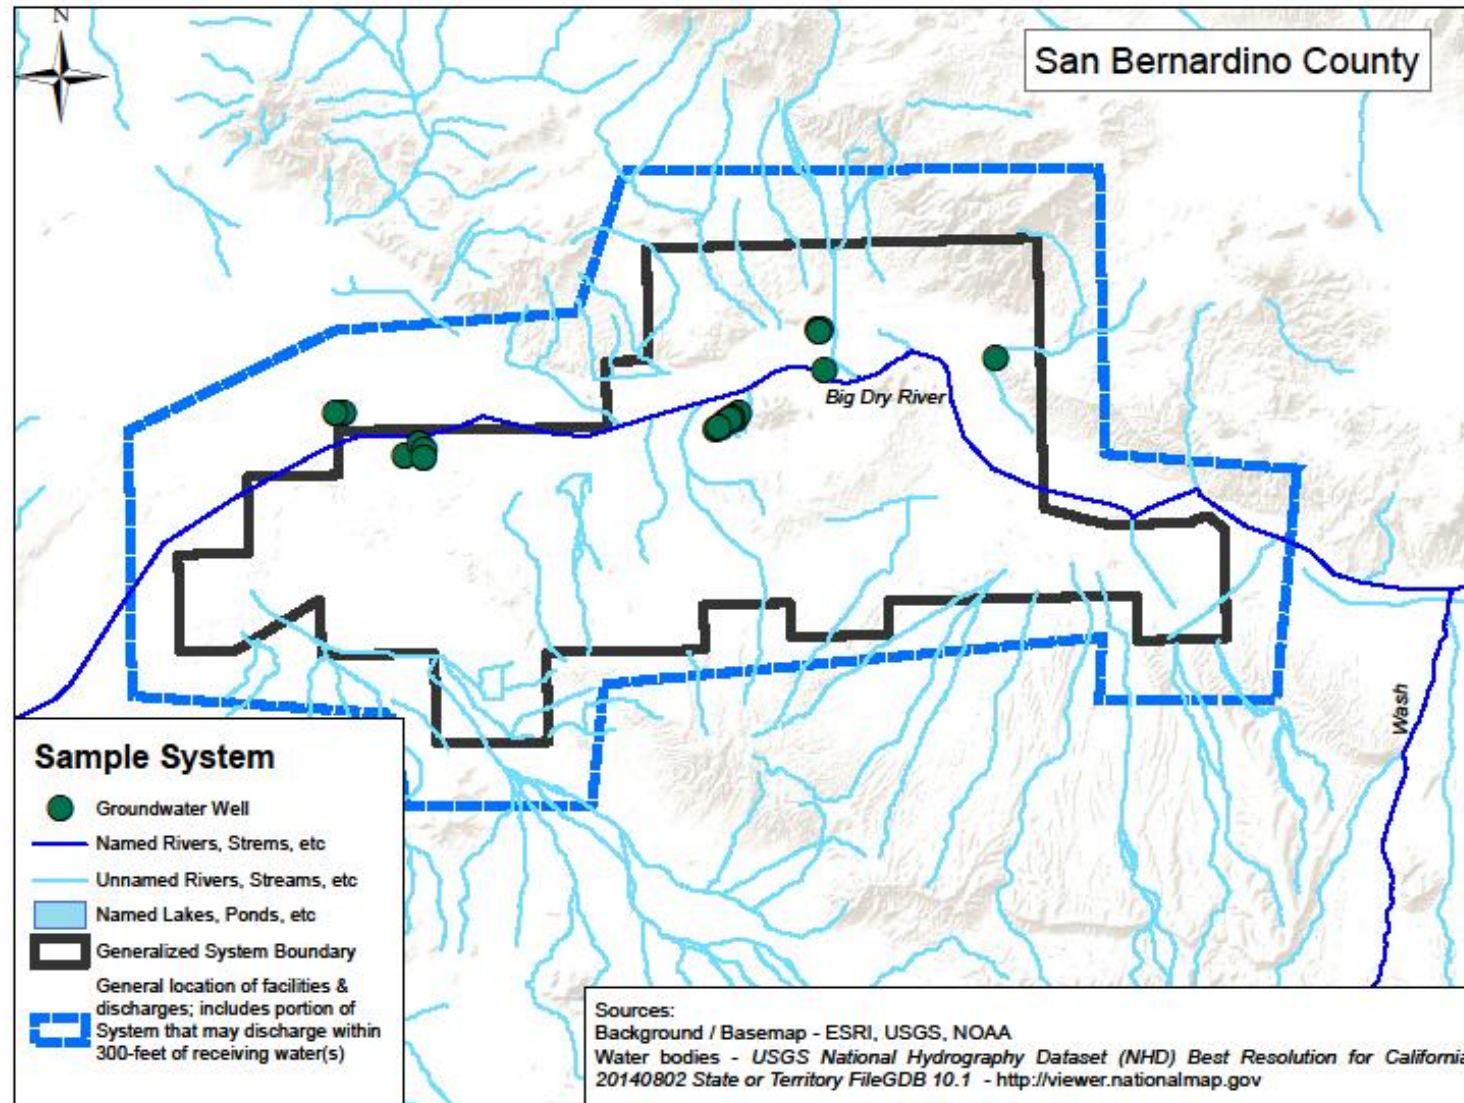 N
San Bernardino County
Big Dry River
Wash
Sample System
Groundwater Well
Named Rivers, Strems, etc
Unnamed Rivers, Streams, etc
Named Lakes, Ponds, etc
Generalized System Boundary
General location of facilities &
discharges; includes portion of
System that may discharge within
300-feet of receiving water(s)
Sources:
Background / Basemap - ESRI, USGS, NOAA
Water bodies - USGS National Hydrography Dataset (NHD) Best Resolution for California
20140802 State or Territory FileGDB 10.1 - http://viewer.nationalmap.gov